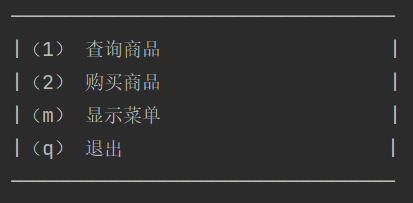 （1） 查询商品
（2） 购买商品
（m） 显示菜单
（q） 退出